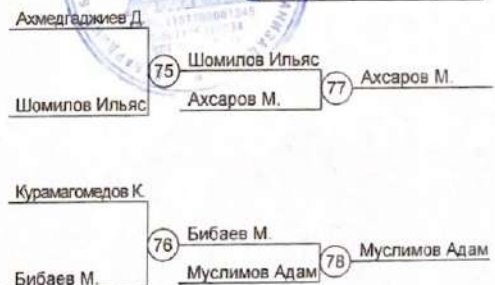 Ахмедгаджиев Д.
75
Шомилов Ильяс
77
Ахсаров М.
Шомилов Ильяс
Ахсаров М.
Курамагомедов К.
76
Бибаев М.
78
Муслимов Адам
Бибаев М.
Муслимов Адам